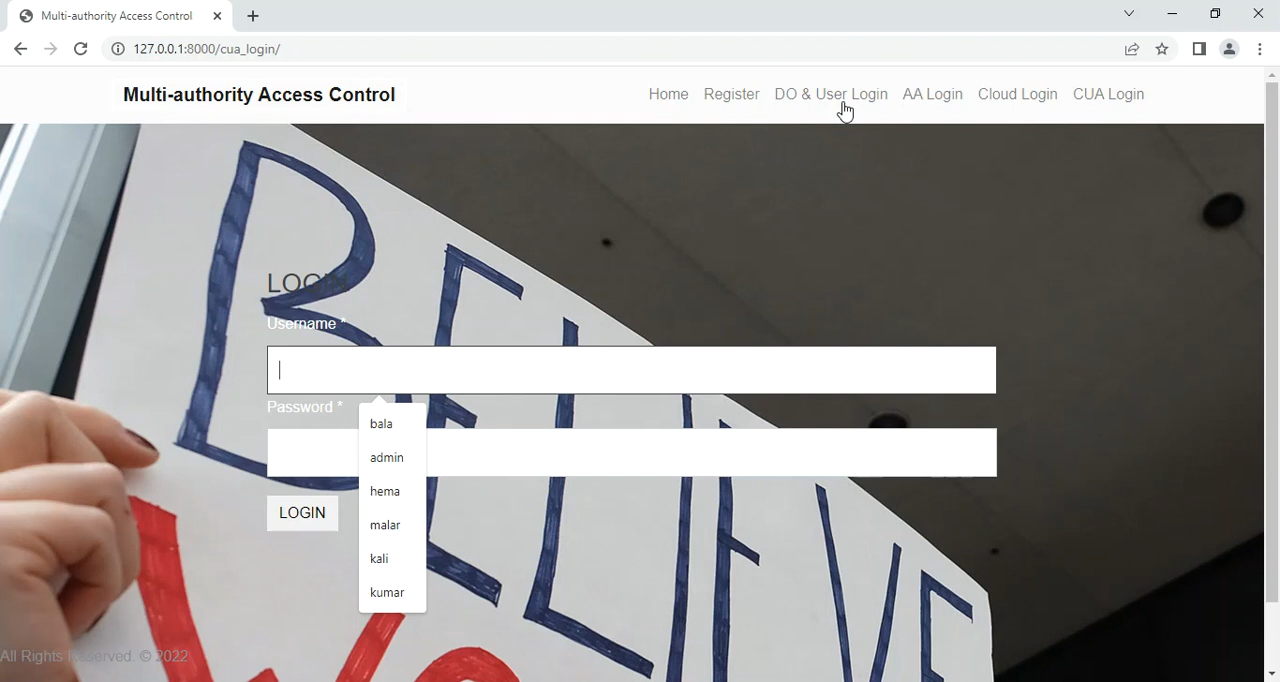 Multi-authority Access Control
127.0.0.1:8000/cua_login/
Multi-authority Access Control
Home Register DO & User Login AA Login Cloud Login CUA Login
BELIEVE
LOGIN
Username *
Password *
bala
admin
hema
malar
kali
kumar
LOGIN
All Rights Reserved. © 2022